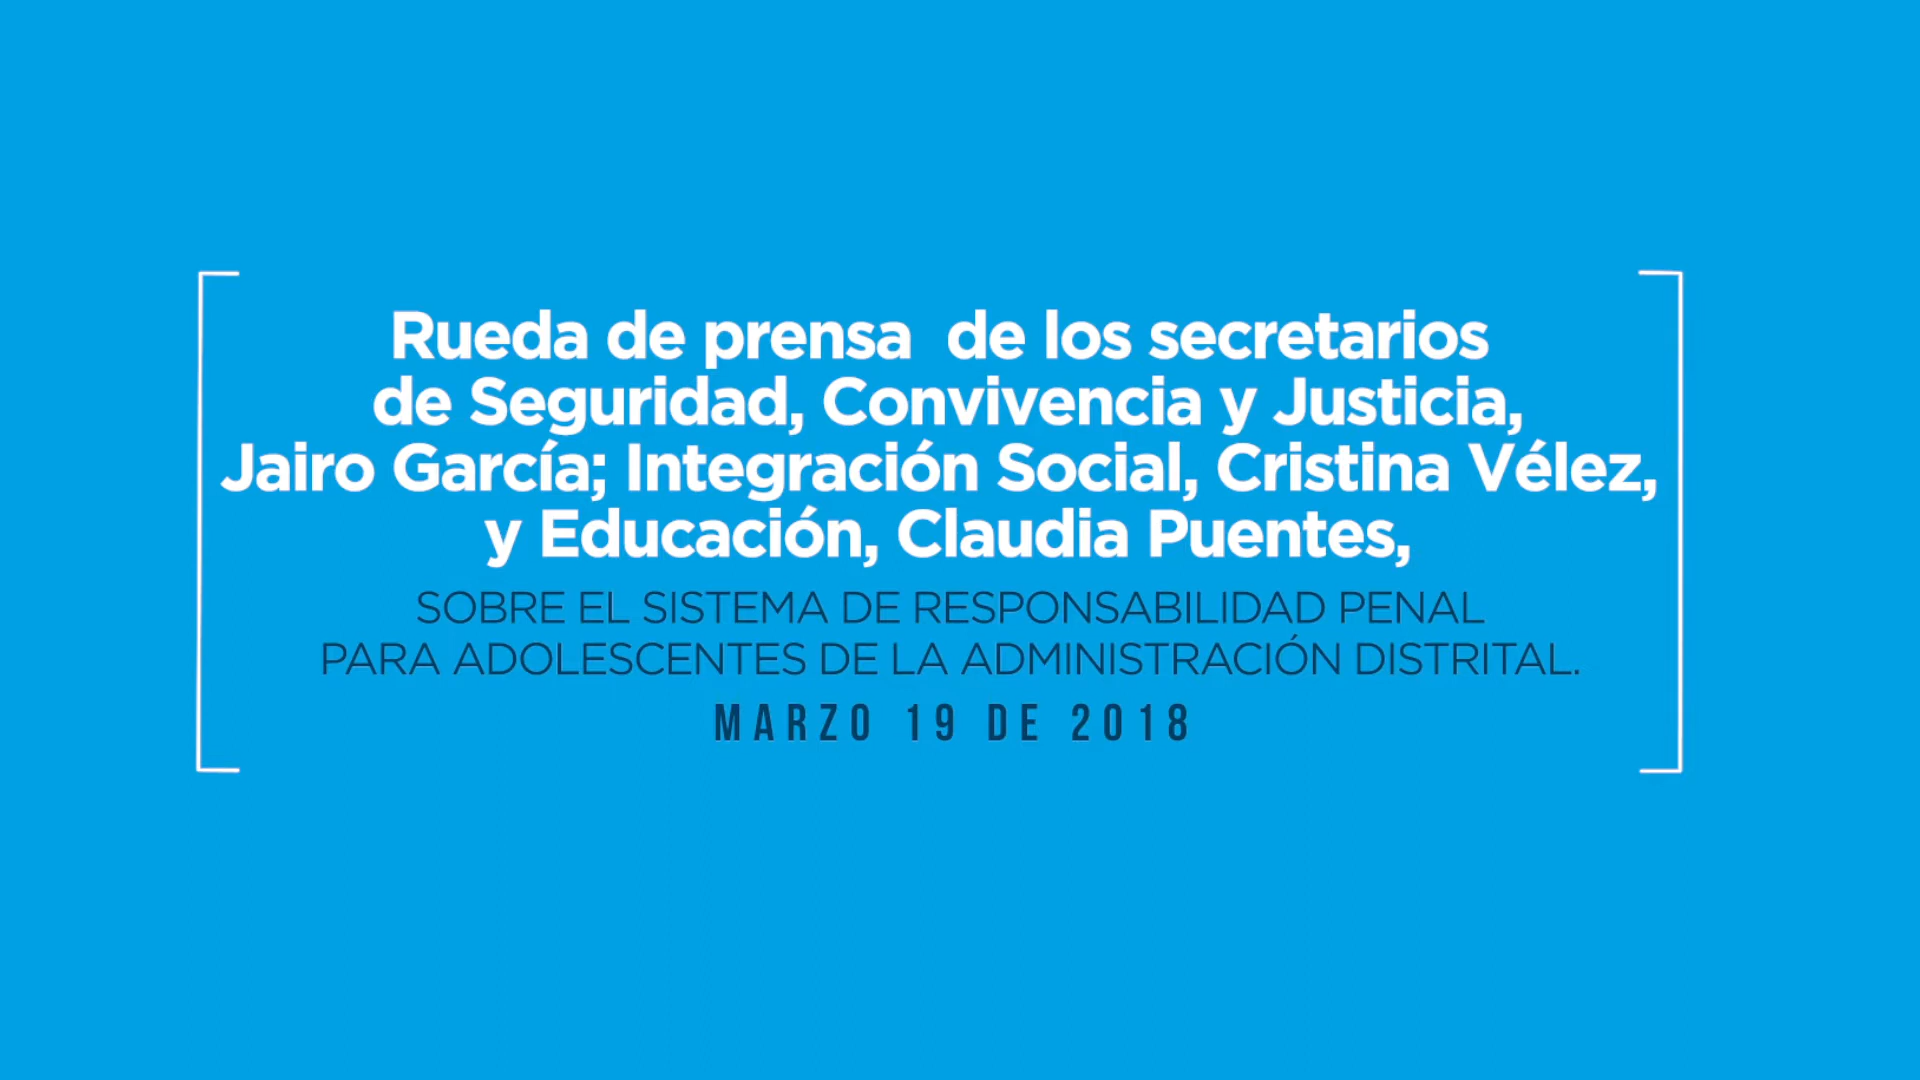 Rueda de prensa  de los secretarios
de Seguridad, Convivencia y Justicia,
Jairo García; Integración Social, Cristina Vélez,
y Educación, Claudia Puentes,
SOBRE EL SISTEMA DE RESPONSABILIDAD PENAL
PARA ADOLESCENTES DE LA ADMINISTRACIÓN DISTRITAL.
MARZO 19 DE 2018